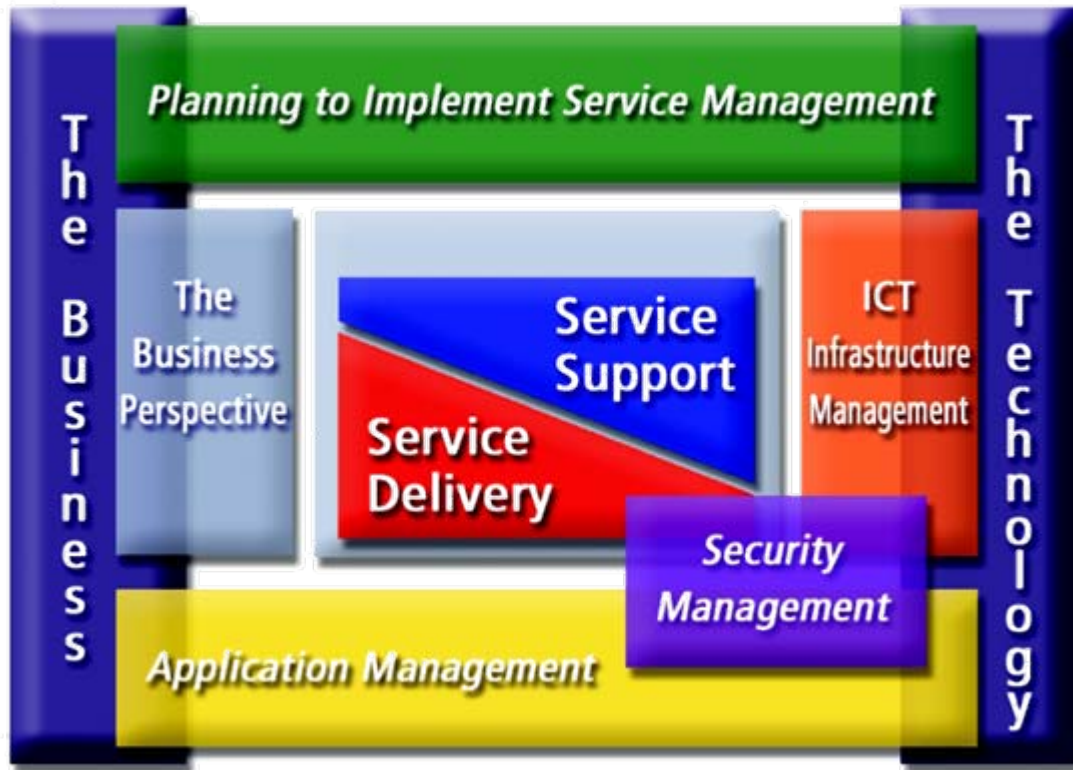 The Business
Planning to Implement Service Management
The Technology
The
Business
Perspective
Service
Support
Service
Delivery
ICT
Infrastructure
Management
Security
Management
Application Management